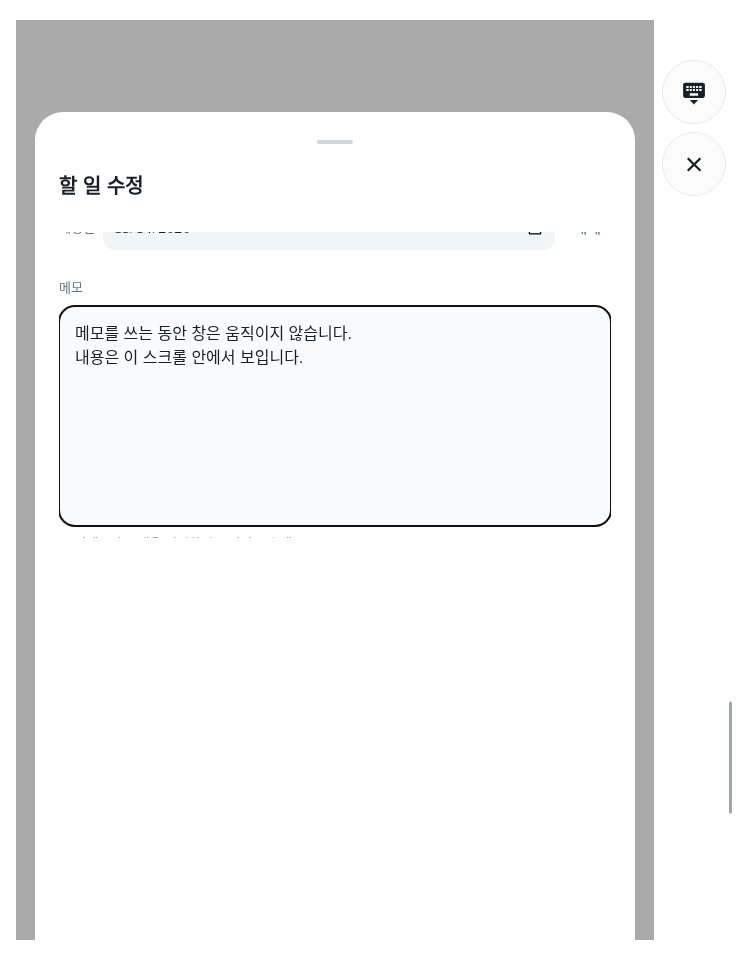 할 일 수정
메모
메모를 쓰는 동안 창은 움직이지 않습니다.
내용은 이 스크롤 안에서 보입니다.